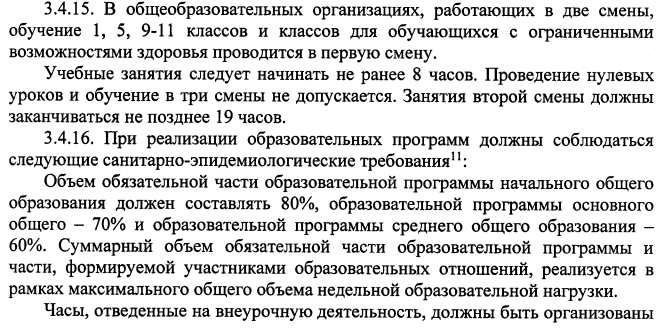 3.4.15. В общеобразовательных организациях, работающих в две смены,
обучение 1, 5, 9-11 классов и классов для обучающихся с ограниченными
возможностями здоровья проводится в первую смену.
Учебные занятия следует начинать не ранее 8 часов. Проведение нулевых
уроков и обучение в три смены не допускается. Занятия второй смены должны
заканчиваться не позднее 19 часов.
3.4.16. При реализации образовательных программ должны соблюдаться
следующие санитарно-эпидемиологические требования¹¹:
Объем обязательной части образовательной программы начального общего
образования должен составлять 80%, образовательной программы основного
общего – 70% и образовательной программы среднего общего образования –
60%. Суммарный объем обязательной части образовательной программы и
части, формируемой участниками образовательных отношений, реализуется в
рамках максимального общего объема недельной образовательной нагрузки.
Часы, отведенные на внеурочную деятельность, должны быть организованы